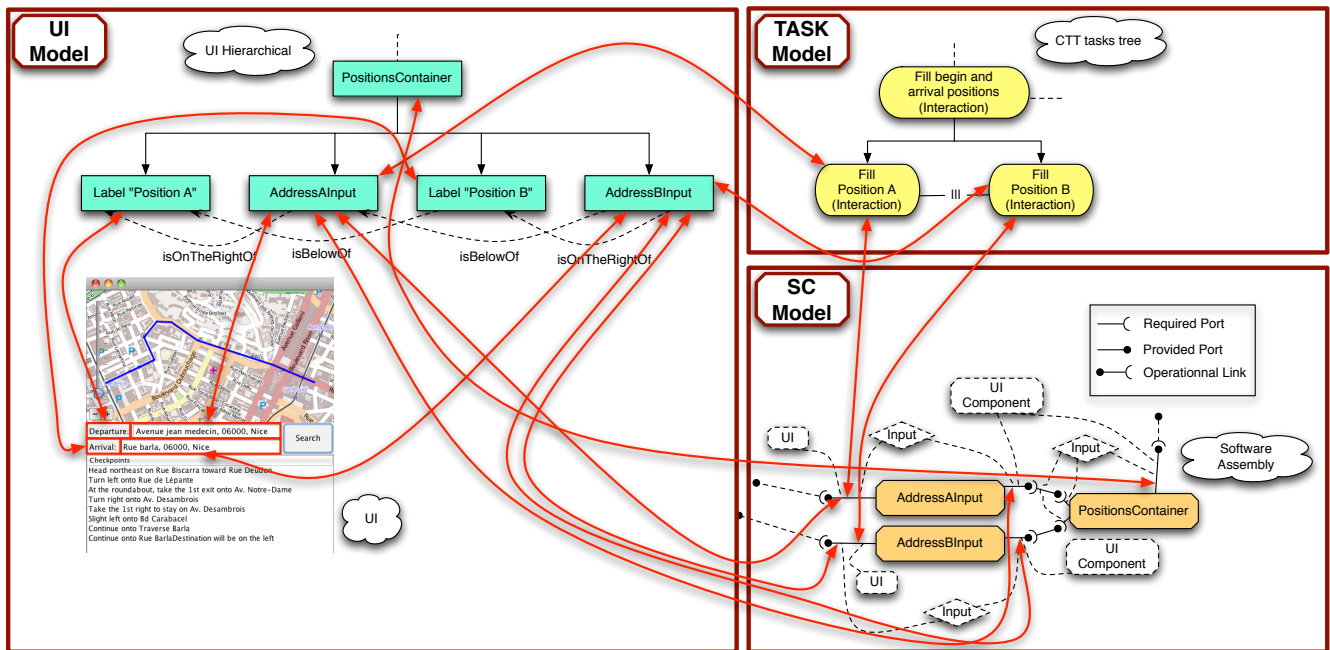 UI
Model
UI Hierarchical
PositionsContainer
Label "Position A"
AddressAInput
Label "Position B"
AddressBInput
isOnTheRightOf
isBelowOf
isBelowOf
isOnTheRightOf
Boulevard Dubouchage
Avenue Gallieni
Departure:
Avenue jean medecin, 06000, Nice
Arrival:
Rue barla, 06000, Nice
Search
Checkpoints
Head northeast on Rue Biscarra toward Rue Deudon
Turn left onto Rue de Lépante
At the roundabout, take the 1st exit onto Av. Notre-Dame
Turn right onto Av. Desambrois
Take the 1st right to stay on Av. Desambrois
Slight left onto Bd Carabacel
Continue onto Traverse Barla
Continue onto Rue BarlaDestination will be on the left
UI
TASK
Model
CTT tasks tree
Fill begin and
arrival positions
(Interaction)
Fill
Position A
(Interaction)
III
Fill
Position B
(Interaction)
SC
Model
Required Port
Provided Port
Operationnal Link
UI
Component
UI
Input
Input
Software
Assembly
AddressAInput
PositionsContainer
AddressBInput
UI
Component
UI
Input